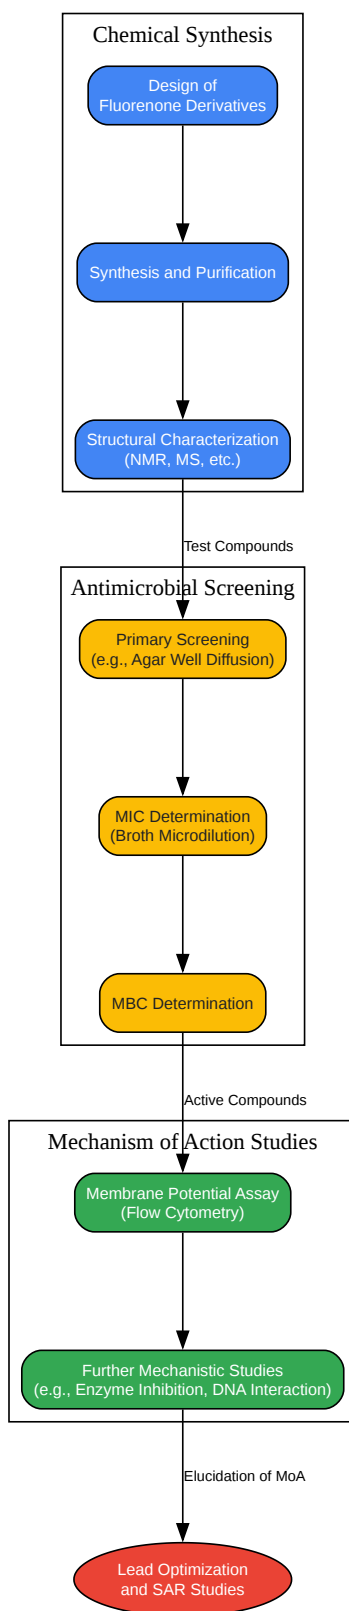 Chemical Synthesis
Design of
Fluorenone Derivatives
Synthesis and Purification
Structural Characterization
(NMR, MS, etc.)
Test Compounds
Antimicrobial Screening
Primary Screening
(e.g., Agar Well Diffusion)
MIC Determination
(Broth Microdilution)
MBC Determination
Active Compounds
Mechanism of Action Studies
Membrane Potential Assay
(Flow Cytometry)
Further Mechanistic Studies
(e.g., Enzyme Inhibition, DNA Interaction)
Elucidation of MoA
Lead Optimization
and SAR Studies